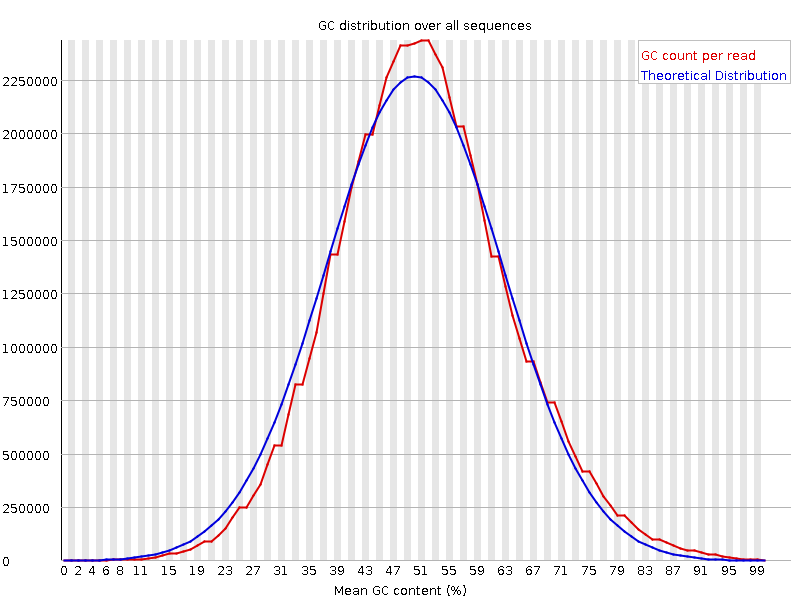 GC distribution over all sequences
GC count per read
Theoretical Distribution
2250000
2000000
1750000
1500000
1250000
1000000
750000
500000
250000
0
0 2 4 6 8 11 15 19 23 27 31 35 39 43 47 51 55 59 63 67 71 75 79 83 87 91 95 99
Mean GC content (%)